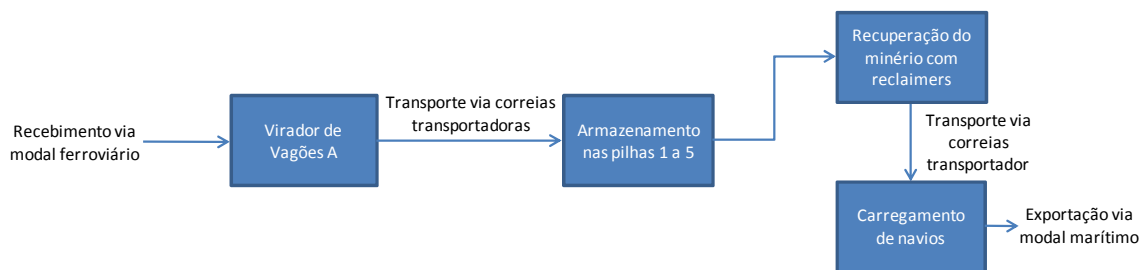 Recebimento via
modal ferroviário
Virador de
Vagões A
Transporte via correias
transportadoras
Armazenamento
nas pilhas 1 a 5
Recuperação do
minério com
reclaimers
Transporte via
correias
transportador
Carregamento
de navios
Exportação via
modal marítimo